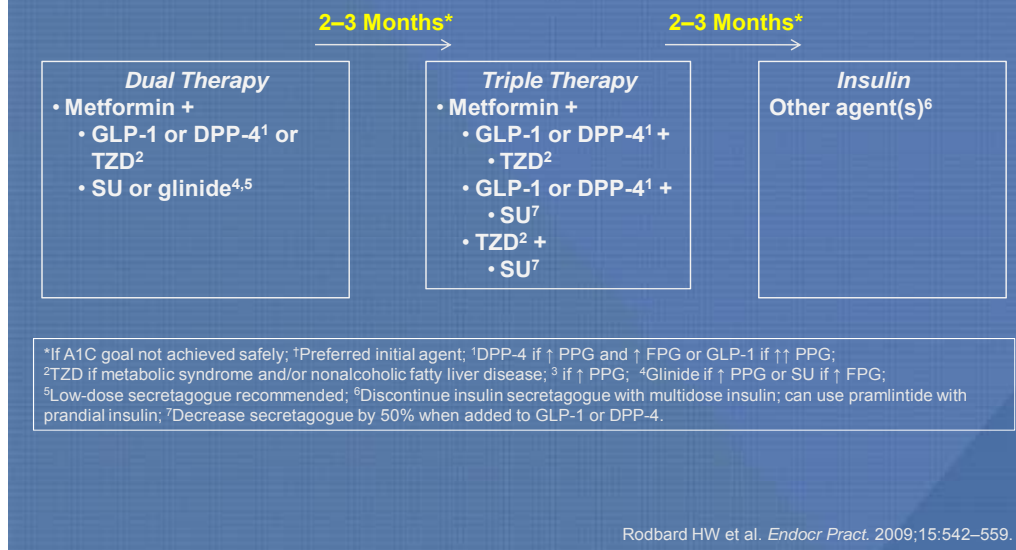 2–3 Months*
2–3 Months*
Dual Therapy
• Metformin +
• GLP-1 or DPP-4¹ or
TZD²
• SU or glinide⁴,⁵
Triple Therapy
• Metformin +
• GLP-1 or DPP-4¹ +
• TZD²
• GLP-1 or DPP-4¹ +
• SU⁷
• TZD² +
• SU⁷
Insulin
Other agent(s)⁶
*If A1C goal not achieved safely; †Preferred initial agent; ¹DPP-4 if ↑ PPG and ↑ FPG or GLP-1 if ↑↑ PPG;
²TZD if metabolic syndrome and/or nonalcoholic fatty liver disease; ³ if ↑ PPG; ⁴Glinide if ↑ PPG or SU if ↑ FPG;
⁵Low-dose secretagogue recommended; ⁶Discontinue insulin secretagogue with multidose insulin; can use pramlintide with
prandial insulin; ⁷Decrease secretagogue by 50% when added to GLP-1 or DPP-4.
Rodbard HW et al. Endocr Pract. 2009;15:542–559.